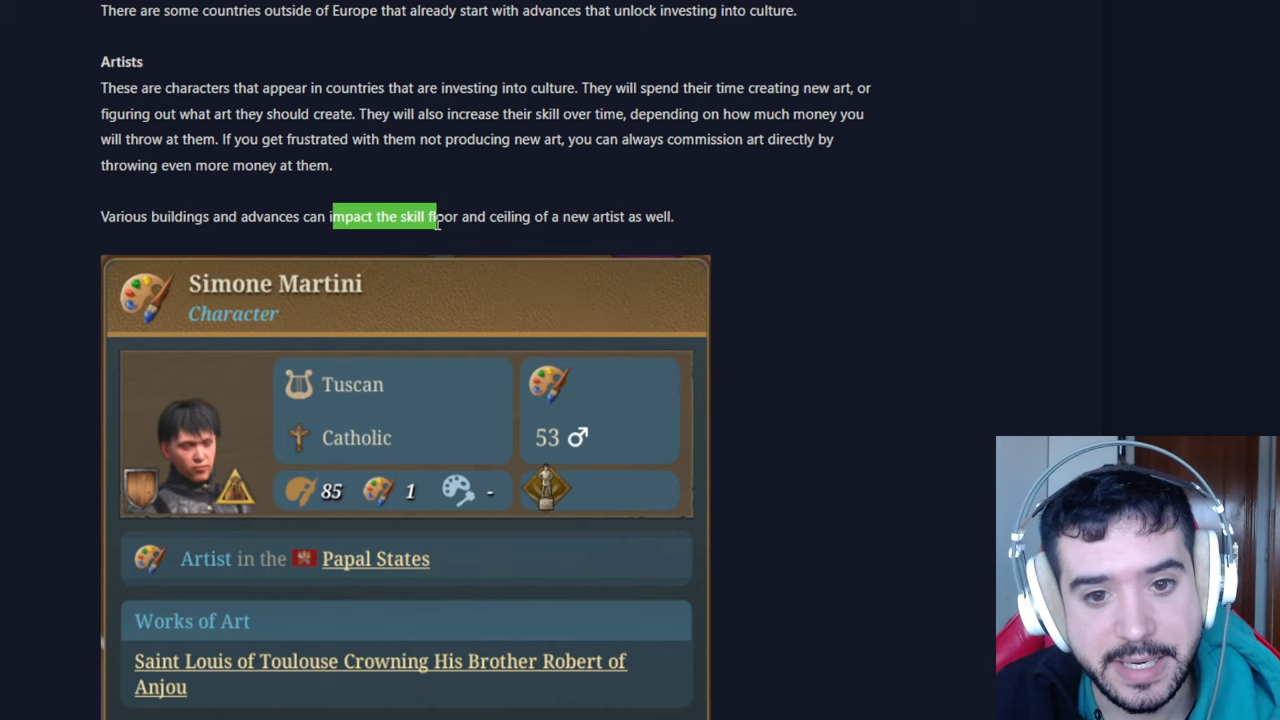 There are some countries outside of Europe that already start with advances that unlock investing into culture.
Artists
These are characters that appear in countries that are investing into culture. They will spend their time creating new art, or
figuring out what art they should create. They will also increase their skill over time, depending on how much money you
will throw at them. If you get frustrated with them not producing new art, you can always commission art directly by
throwing even more money at them.
Various buildings and advances can impact the skill floor and ceiling of a new artist as well.
Simone Martini
Character
Tuscan
Catholic
53 ♂
85 1 -
Artist in the Papal States
Works of Art
Saint Louis of Toulouse Crowning His Brother Robert of
Anjou